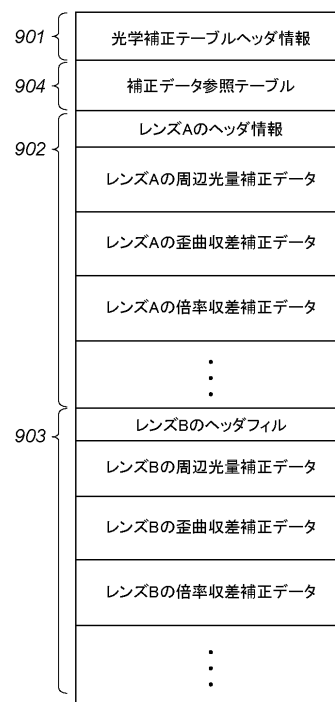 901
光学補正テーブルヘッダ情報
904
補正データ参照テーブル
902
レンズAのヘッダ情報
レンズAの周辺光量補正データ
レンズAの歪曲収差補正データ
レンズAの倍率収差補正データ
903
レンズBのヘッダフィル
レンズBの周辺光量補正データ
レンズBの歪曲収差補正データ
レンズBの倍率収差補正データ